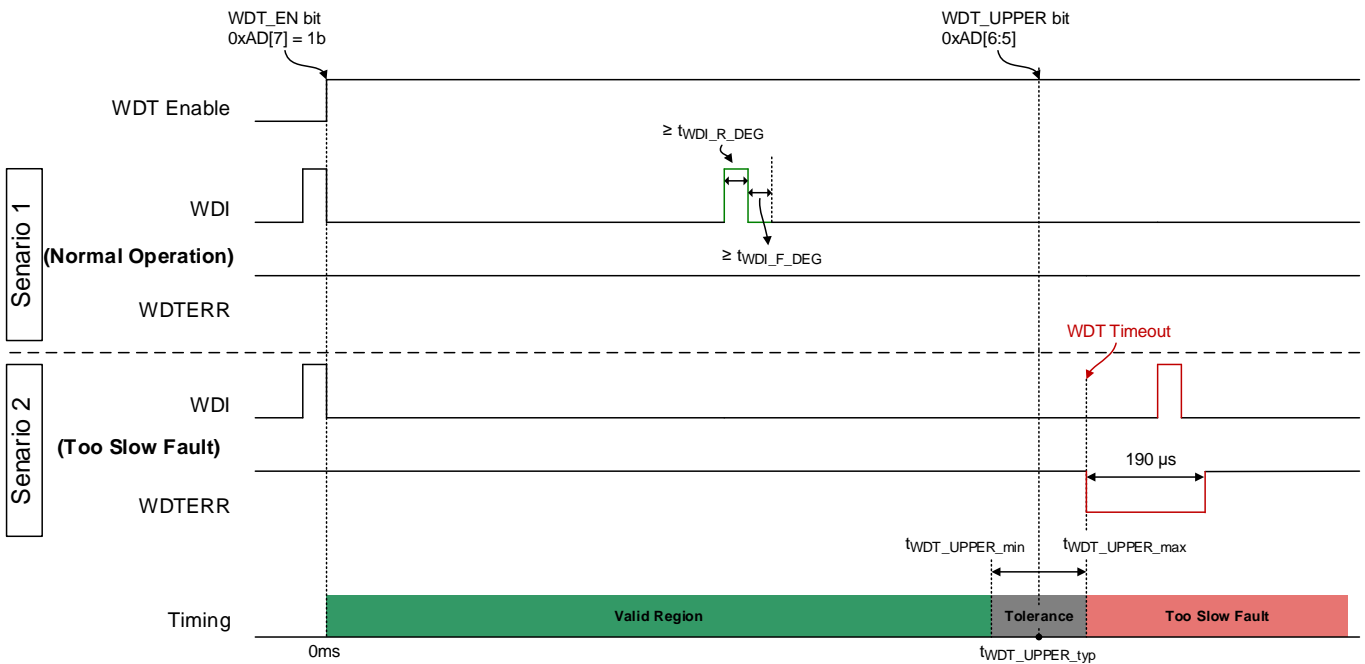 WDT_EN bit
0xAD[7] = 1b
WDT_UPPER bit
0xAD[6:5]
WDT Enable
≥ tWDI_R_DEG
Senario 1
WDI
(Normal Operation)
≥ tWDI_F_DEG
WDTERR
WDT Timeout
Senario 2
WDI
(Too Slow Fault)
190 µs
WDTERR
tWDT_UPPER_min
tWDT_UPPER_max
Timing
Valid Region
Tolerance
Too Slow Fault
0ms
tWDT_UPPER_typ